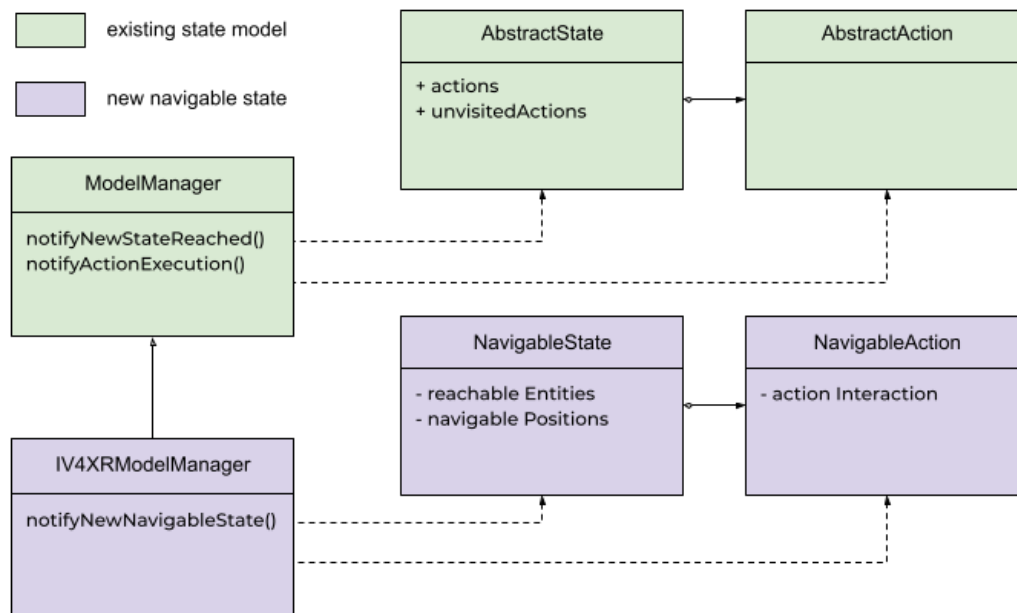 existing state model
new navigable state
AbstractState
+ actions
+ unvisitedActions
AbstractAction
ModelManager
notifyNewStateReached()
notifyActionExecution()
NavigableState
- reachable Entities
- navigable Positions
NavigableAction
- action Interaction
IV4XRModelManager
notifyNewNavigableState()